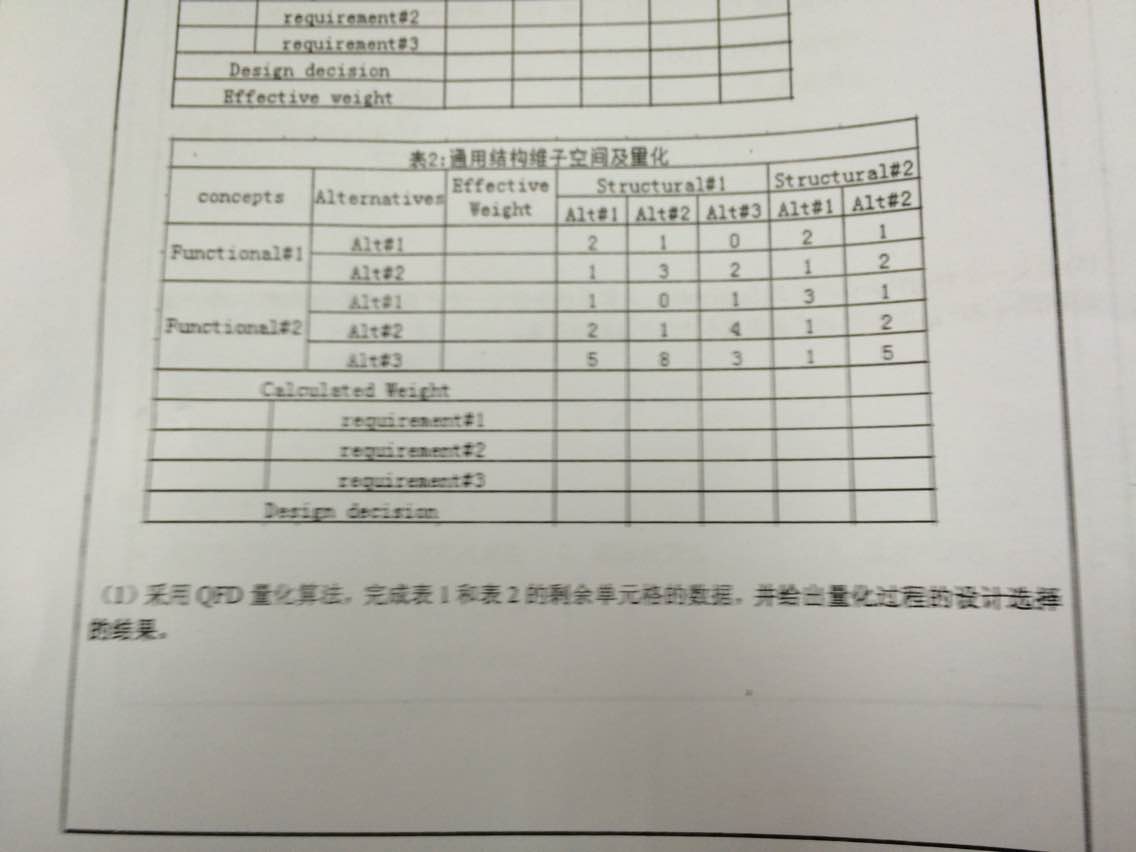 requirement#2
requirement#3
Design decision
Effective weight
表2:通用结构维子空间及量化
concepts Alternatives Effective Weight Structural#1 Structural#2
Alt#1 Alt#2 Alt#3 Alt#1 Alt#2
Functional#1 Alt#1 2 1 0 2 1
Alt#2 1 3 2 1 2
Functional#2 Alt#1 1 0 1 3 1
Alt#2 2 1 4 1 2
Alt#3 5 8 3 1 5
Calculated Weight
requirement#1
requirement#2
requirement#3
Design decision
(1) 采用QFD量化算法，完成表1和表2的剩余单元格的数据，并给出量化过程的设计选择
的结果。